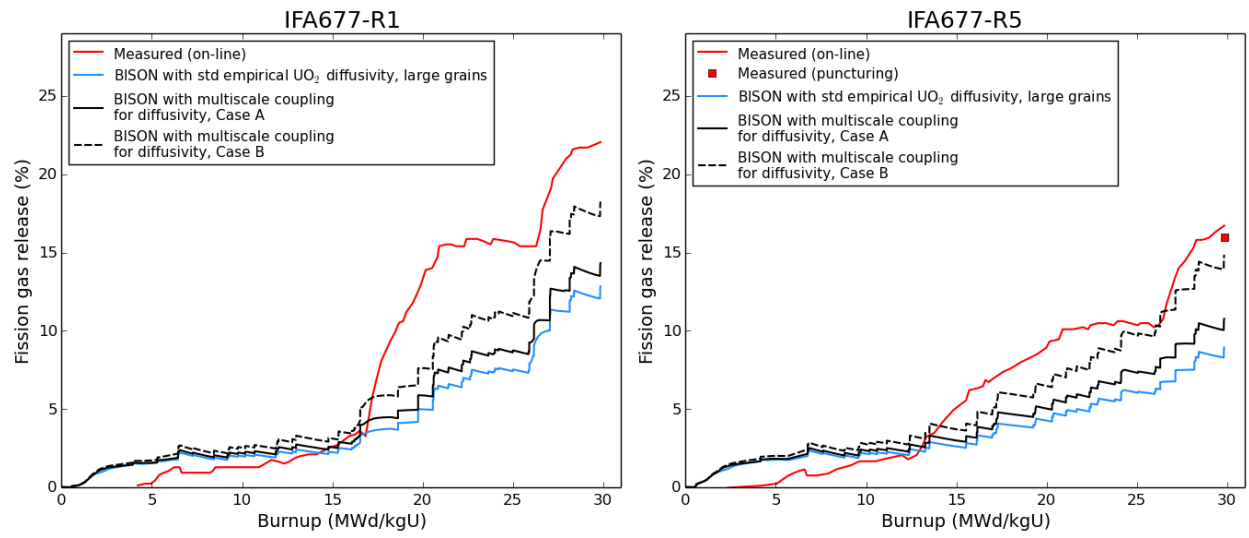 IFA677-R1
Measured (on-line)
BISON with std empirical UO₂ diffusivity, large grains
BISON with multiscale coupling
for diffusivity, Case A
BISON with multiscale coupling
for diffusivity, Case B
Fission gas release (%)
25
20
15
10
5
0
0 5 10 15 20 25 30
Burnup (MWd/kgU)
IFA677-R5
Measured (on-line)
Measured (puncturing)
BISON with std empirical UO₂ diffusivity, large grains
BISON with multiscale coupling
for diffusivity, Case A
BISON with multiscale coupling
for diffusivity, Case B
Fission gas release (%)
25
20
15
10
5
0
0 5 10 15 20 25 30
Burnup (MWd/kgU)